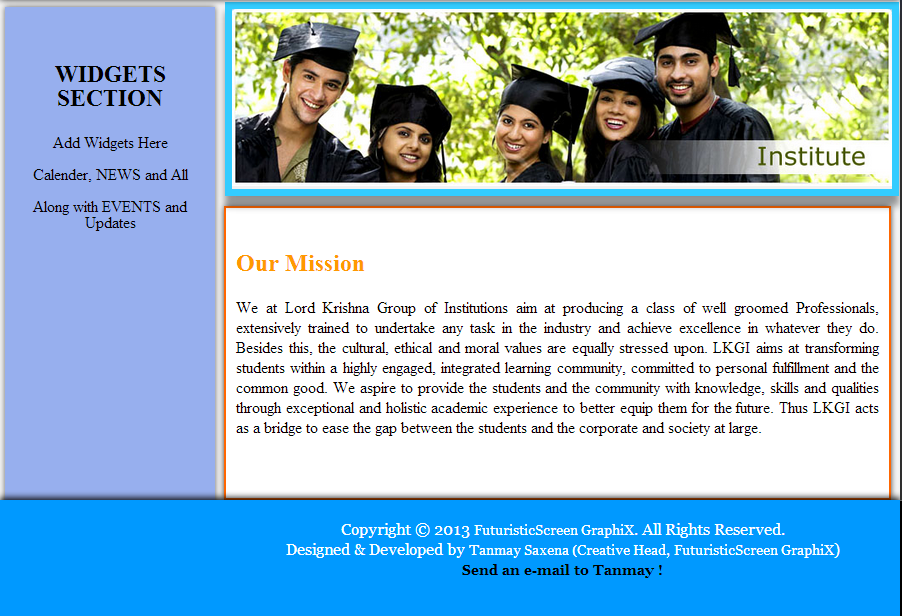 WIDGETS
SECTION
Add Widgets Here
Calender, NEWS and All
Along with EVENTS and
Updates
Institute
Our Mission
We at Lord Krishna Group of Institutions aim at producing a class of well groomed Professionals,
extensively trained to undertake any task in the industry and achieve excellence in whatever they do.
Besides this, the cultural, ethical and moral values are equally stressed upon. LKGI aims at transforming
students within a highly engaged, integrated learning community, committed to personal fulfillment and the
common good. We aspire to provide the students and the community with knowledge, skills and qualities
through exceptional and holistic academic experience to better equip them for the future. Thus LKGI acts
as a bridge to ease the gap between the students and the corporate and society at large.
Copyright © 2013 FuturisticScreen GraphiX. All Rights Reserved.
Designed & Developed by Tanmay Saxena (Creative Head, FuturisticScreen GraphiX)
Send an e-mail to Tanmay !